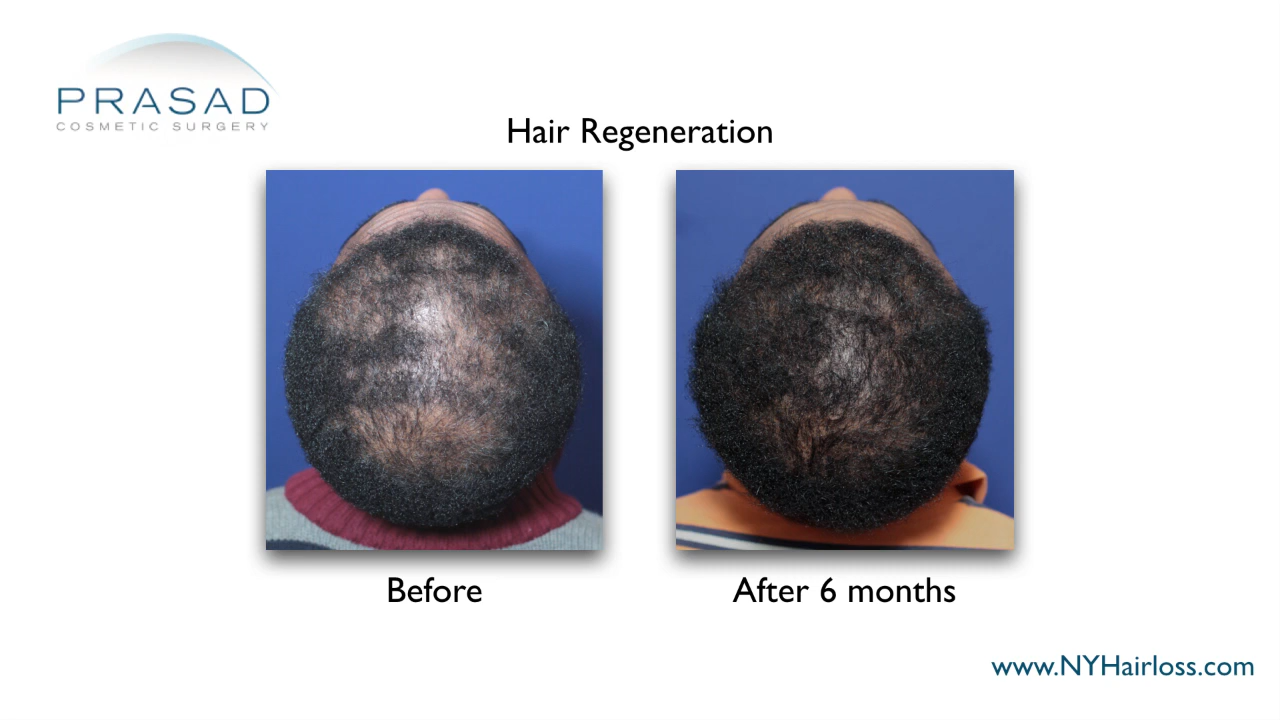 PRASAD
COSMETIC SURGERY
Hair Regeneration
Before
After 6 months
www.NYHairloss.com